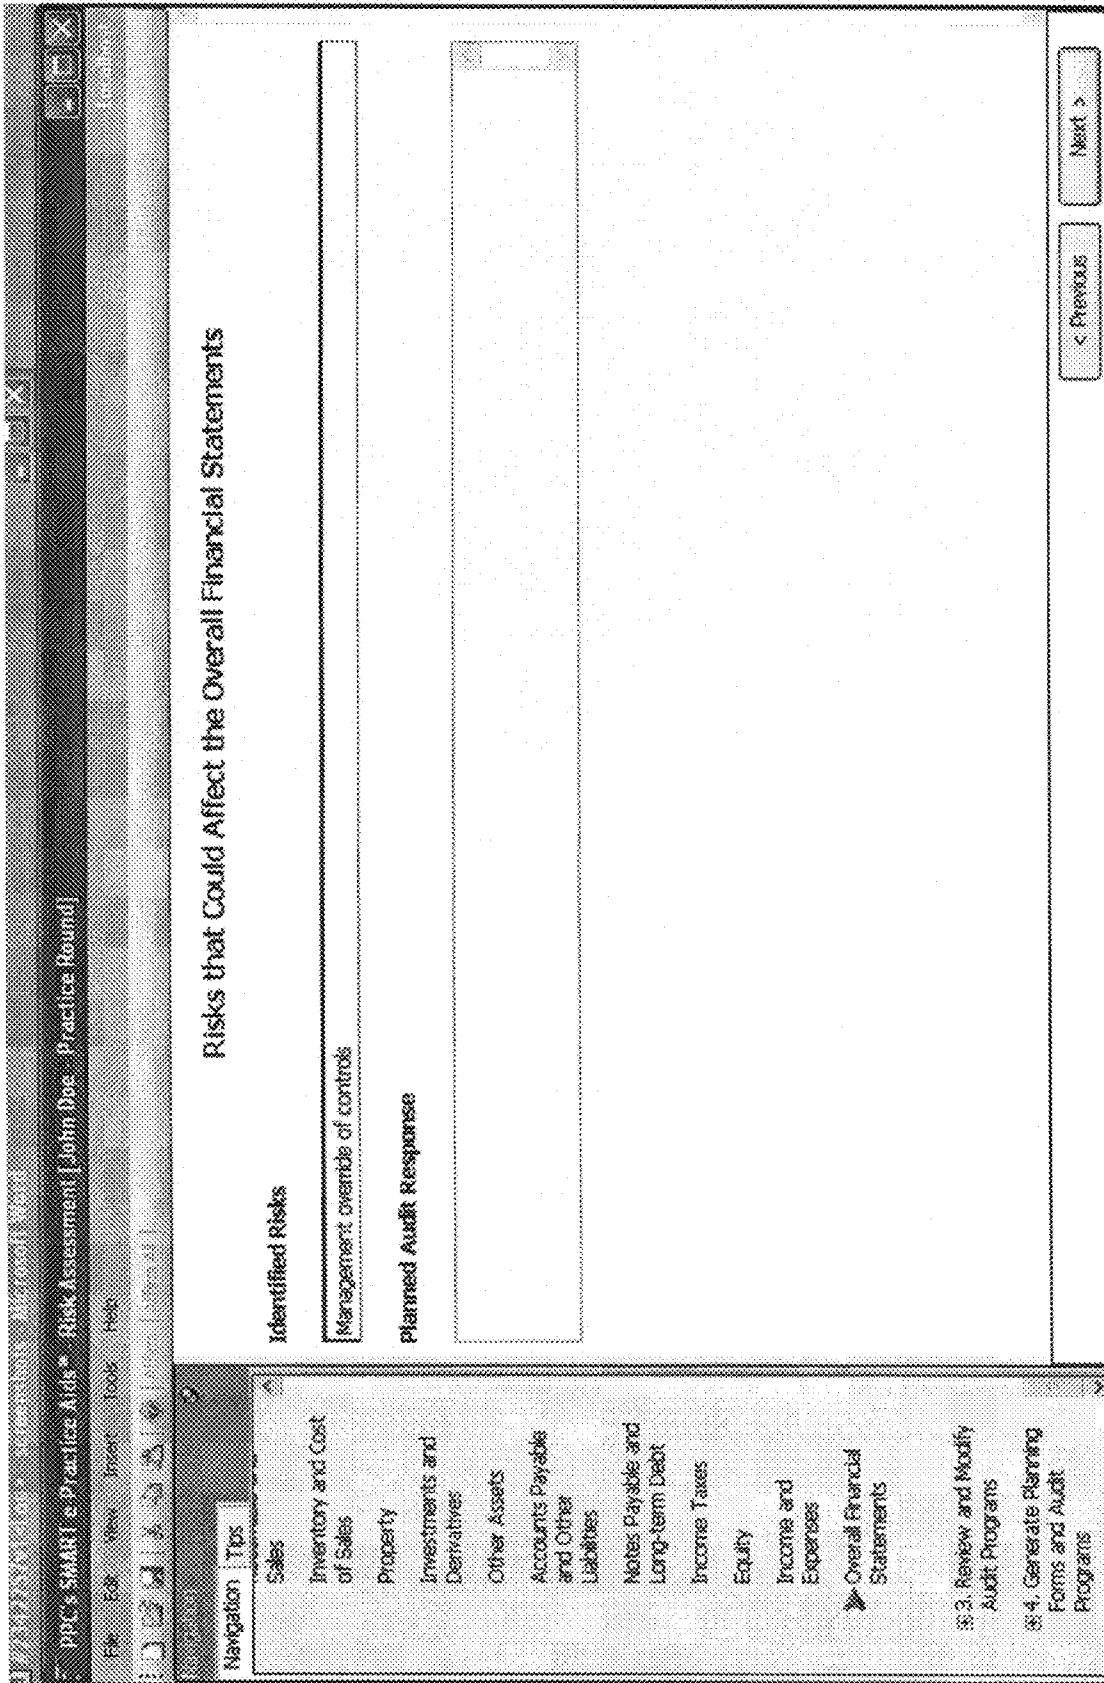 PPC's SMART e-Practice Aids™ - Risk Assessment [John Doe - Practice Round]
File Edit View Insert Tools Help
Navigation Tips
Sales
Inventory and Cost
of Sales
Property
Investments and
Derivatives
Other Assets
Accounts Payable
and Other
Liabilities
Notes Payable and
Long-term Debt
Income Taxes
Equity
Income and
Expenses
Overall Financial
Statements
3. Review and Modify
Audit Programs
4. Generate Planning
Forms and Audit
Programs
Risks that Could Affect the Overall Financial Statements
Identified Risks
Management override of controls
Planned Audit Response
< Previous
Next >